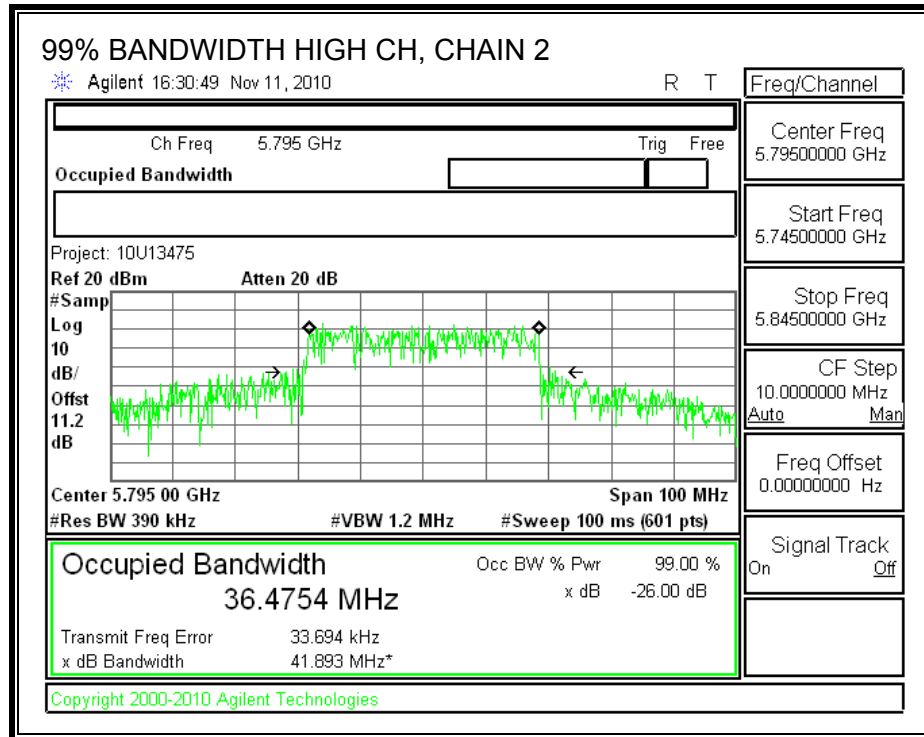 99% BANDWIDTH HIGH CH, CHAIN 2
Agilent 16:30:49 Nov 11, 2010 R T
Ch Freq 5.795 GHz Trig Free
Occupied Bandwidth
Project: 10U13475
Ref 20 dBm Atten 20 dB
#Samp
Log
10
dB/
Offst
11.2
dB
Center 5.795 00 GHz Span 100 MHz
#Res BW 390 kHz #VBW 1.2 MHz #Sweep 100 ms (601 pts)
Occupied Bandwidth Occ BW % Pwr 99.00 %
36.4754 MHz x dB -26.00 dB
Transmit Freq Error 33.694 kHz
x dB Bandwidth 41.893 MHz*
Copyright 2000-2010 Agilent Technologies
Freq/Channel
Center Freq
5.79500000 GHz
Start Freq
5.74500000 GHz
Stop Freq
5.84500000 GHz
CF Step
10.0000000 MHz
Auto Man
Freq Offset
0.00000000 Hz
Signal Track
On Off